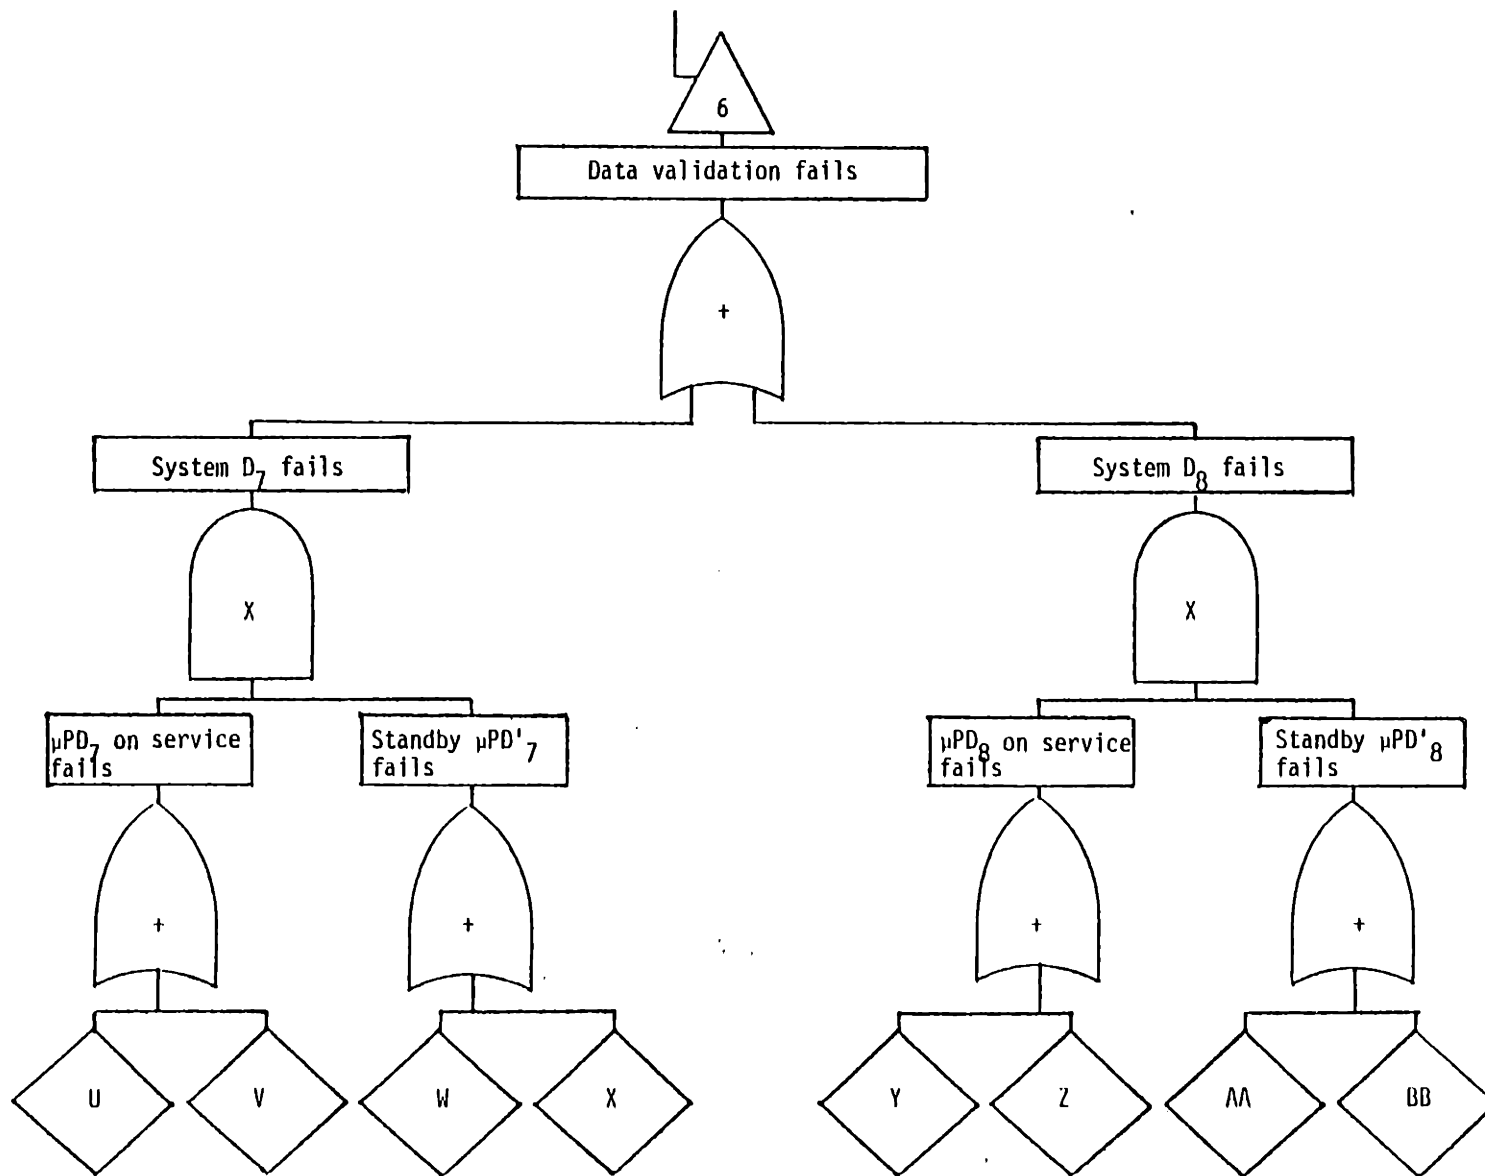 6
Data validation fails
+
System D7 fails
System D8 fails
X
X
μPD7 on service
fails
Standby μPD'7
fails
μPD8 on service
fails
Standby μPD'8
fails
+
+
+
+
U
V
W
X
Y
Z
AA
BB